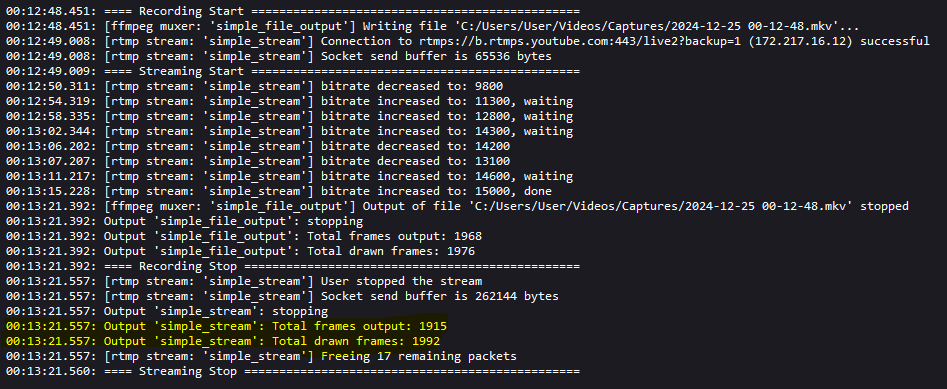 00:12:48.451: ==== Recording Start ===============================================
00:12:48.451: [ffmpeg muxer: 'simple_file_output'] Writing file 'C:/Users/User/Videos/Captures/2024-12-25 00-12-48.mkv'...
00:12:49.008: [rtmp stream: 'simple_stream'] Connection to rtmps://b.rtmps.youtube.com:443/live2?backup=1 (172.217.16.12) successful
00:12:49.008: [rtmp stream: 'simple_stream'] Socket send buffer is 65536 bytes
00:12:49.009: ==== Streaming Start ===============================================
00:12:50.311: [rtmp stream: 'simple_stream'] bitrate decreased to: 9800
00:12:54.319: [rtmp stream: 'simple_stream'] bitrate increased to: 11300, waiting
00:12:58.335: [rtmp stream: 'simple_stream'] bitrate increased to: 12800, waiting
00:13:02.344: [rtmp stream: 'simple_stream'] bitrate increased to: 14300, waiting
00:13:06.202: [rtmp stream: 'simple_stream'] bitrate decreased to: 14200
00:13:07.207: [rtmp stream: 'simple_stream'] bitrate decreased to: 13100
00:13:11.217: [rtmp stream: 'simple_stream'] bitrate increased to: 14600, waiting
00:13:15.228: [rtmp stream: 'simple_stream'] bitrate increased to: 15000, done
00:13:21.392: [ffmpeg muxer: 'simple_file_output'] Output of file 'C:/Users/User/Videos/Captures/2024-12-25 00-12-48.mkv' stopped
00:13:21.392: Output 'simple_file_output': stopping
00:13:21.392: Output 'simple_file_output': Total frames output: 1968
00:13:21.392: Output 'simple_file_output': Total drawn frames: 1976
00:13:21.392: ==== Recording Stop ================================================
00:13:21.557: [rtmp stream: 'simple_stream'] User stopped the stream
00:13:21.557: [rtmp stream: 'simple_stream'] Socket send buffer is 262144 bytes
00:13:21.557: Output 'simple_stream': stopping
00:13:21.557: Output 'simple_stream': Total frames output: 1915
00:13:21.557: Output 'simple_stream': Total drawn frames: 1992
00:13:21.557: [rtmp stream: 'simple_stream'] Freeing 17 remaining packets
00:13:21.560: ==== Streaming Stop ================================================